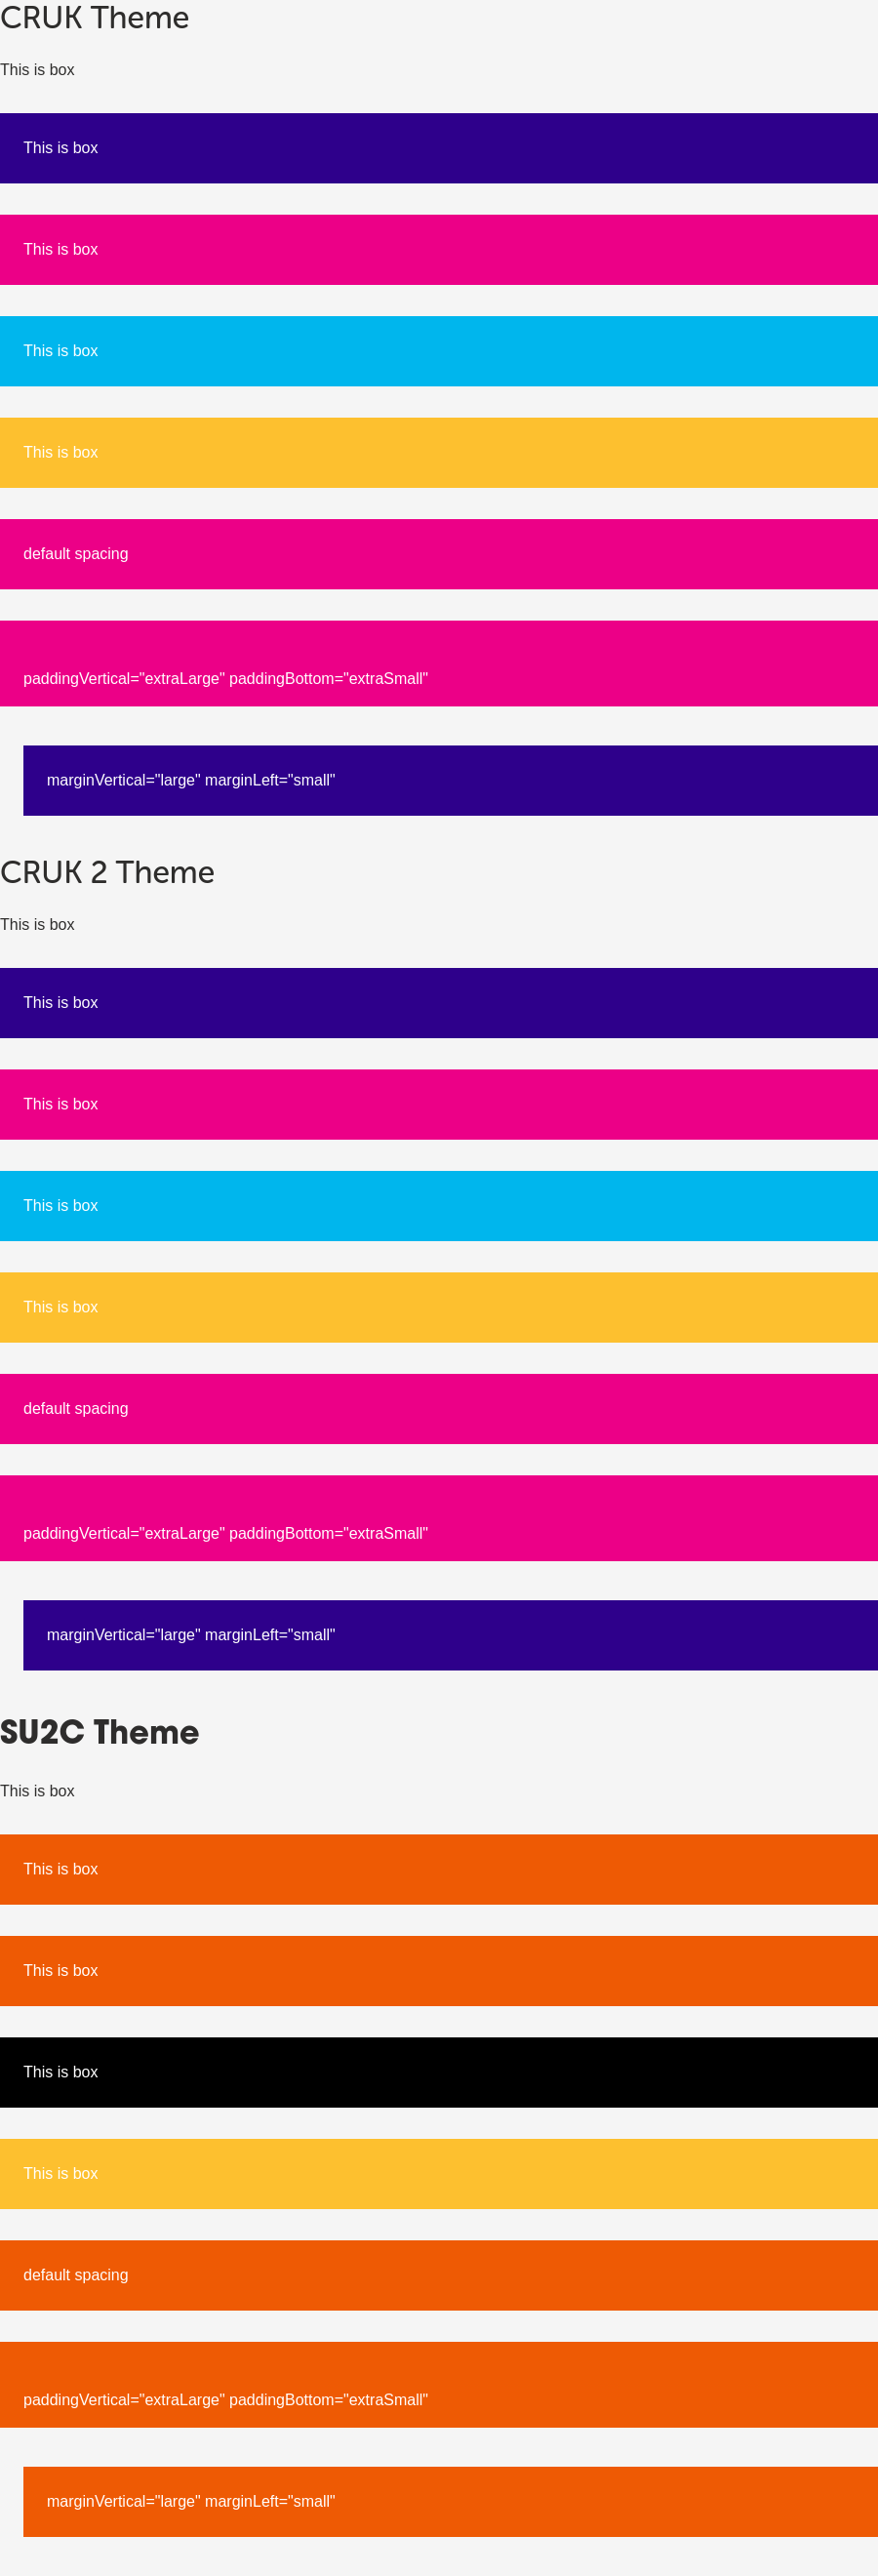 CRUK Theme
This is box
This is box
This is box
This is box
This is box
default spacing
paddingVertical="extraLarge" paddingBottom="extraSmall"
marginVertical="large" marginLeft="small"
CRUK 2 Theme
This is box
This is box
This is box
This is box
This is box
default spacing
paddingVertical="extraLarge" paddingBottom="extraSmall"
marginVertical="large" marginLeft="small"
SU2C Theme
This is box
This is box
This is box
This is box
This is box
default spacing
paddingVertical="extraLarge" paddingBottom="extraSmall"
marginVertical="large" marginLeft="small"